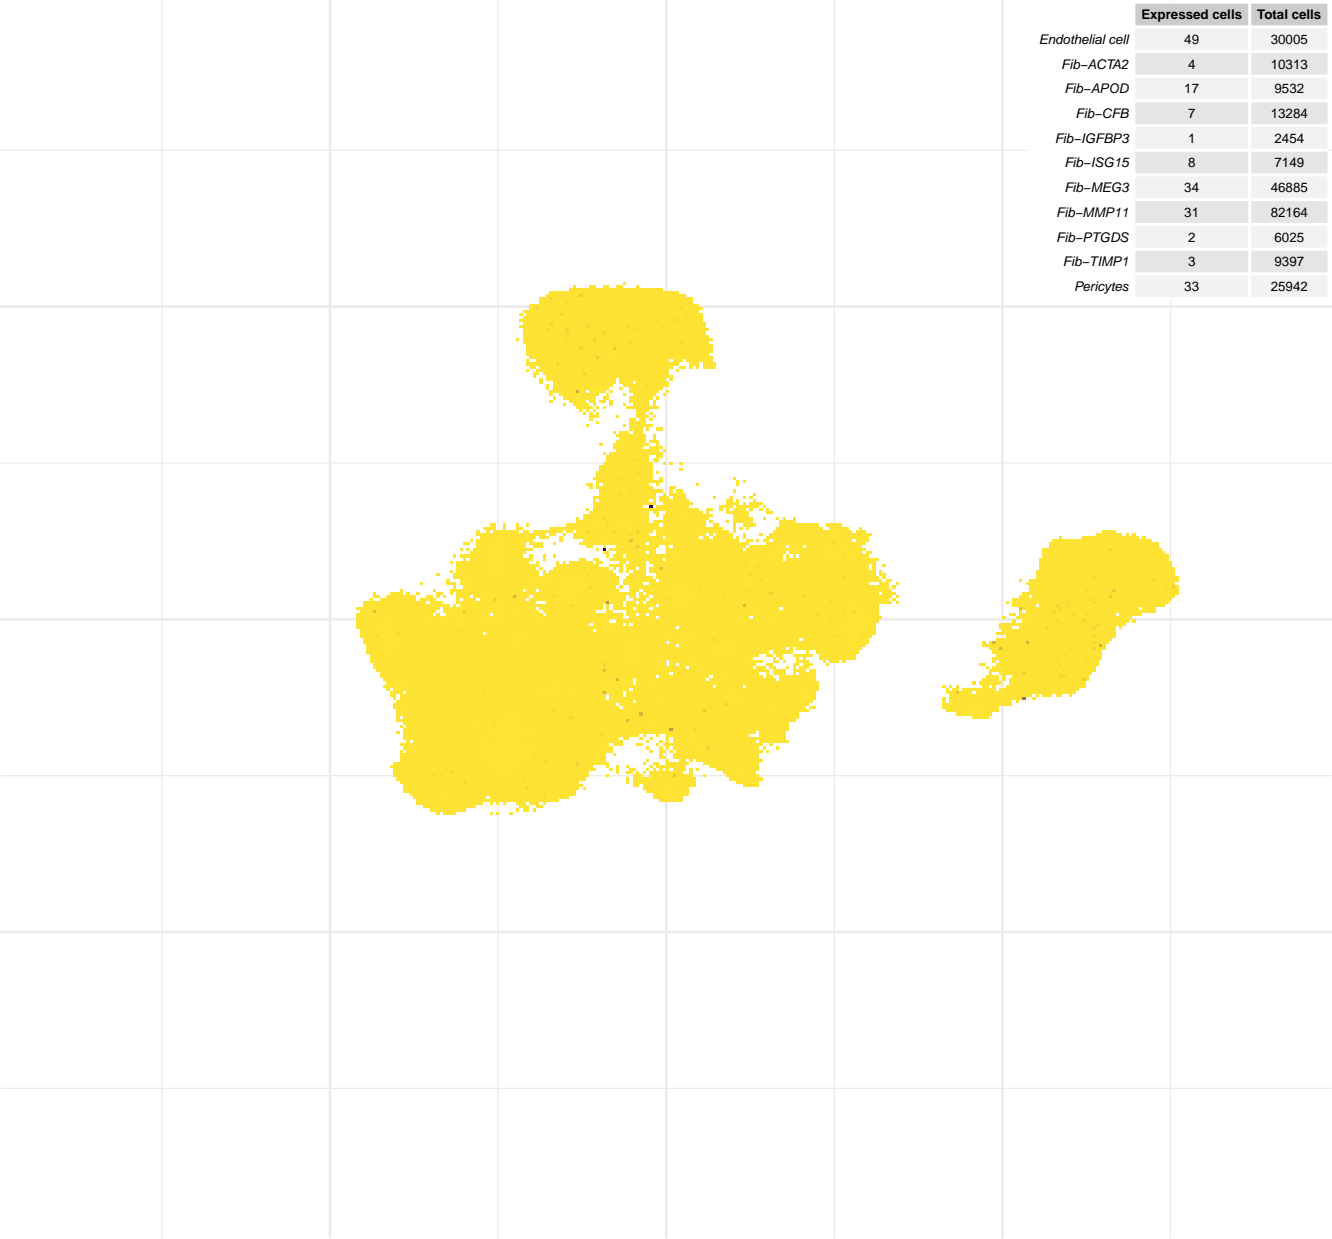 Expressed cells Total cells
Endothelial cell 49 30005
Fib−ACTA2 4 10313
Fib−APOD 17 9532
Fib−CFB 7 13284
Fib−IGFBP3 1 2454
Fib−ISG15 8 7149
Fib−MEG3 34 46885
Fib−MMP11 31 82164
Fib−PTGDS 2 6025
Fib−TIMP1 3 9397
Pericytes 33 25942